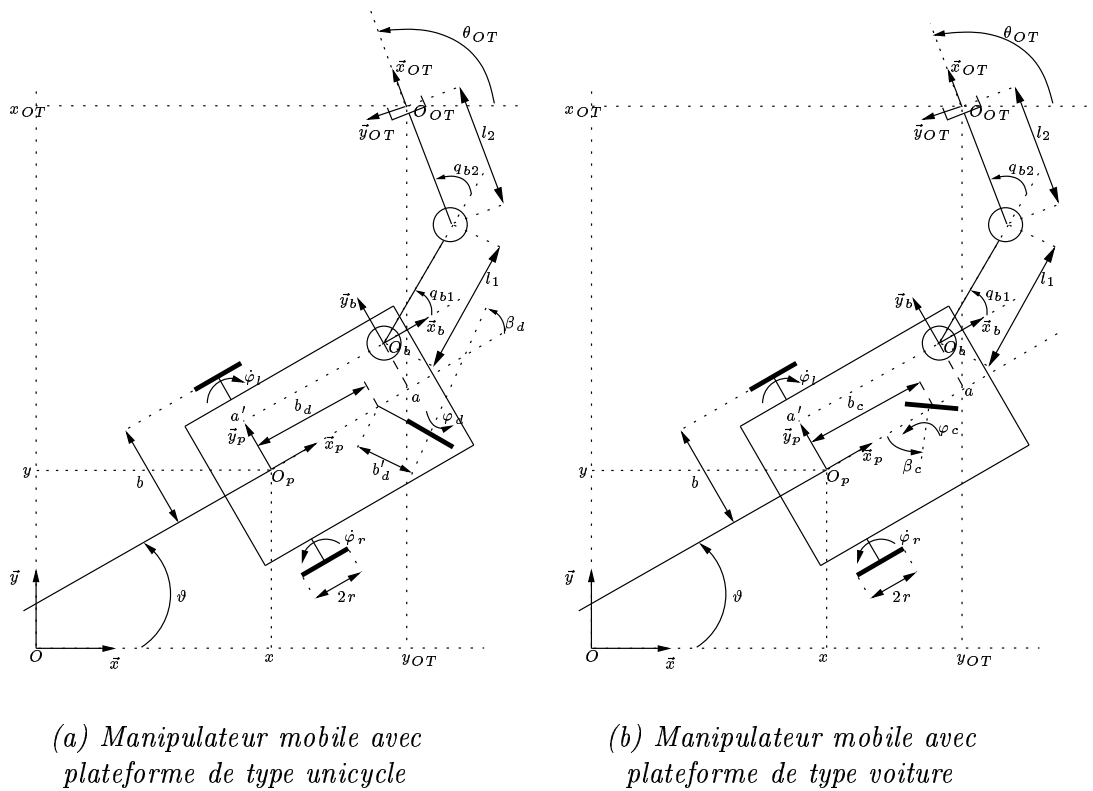 θ_OT
x⃗_OT
x_OT
O_OT
y⃗_OT
l_2
q_b2
l_1
q_b1
y⃗_b
x⃗_b
β_d
O_b
φ̇_l
a
a'
b_d
φ_d
y⃗_p
x⃗_p
b'_d
y
O_p
b
φ̇_r
y⃗
ϑ
2r
O
x⃗
x
y_OT
(a) Manipulateur mobile avec
plateforme de type unicycle
θ_OT
x⃗_OT
x_OT
O_OT
y⃗_OT
l_2
q_b2
l_1
q_b1
y⃗_b
x⃗_b
O_b
φ̇_l
a
a'
b_c
φ_c
y⃗_p
x⃗_p
β_c
y
O_p
b
φ̇_r
y⃗
ϑ
2r
O
x⃗
x
y_OT
(b) Manipulateur mobile avec
plateforme de type voiture